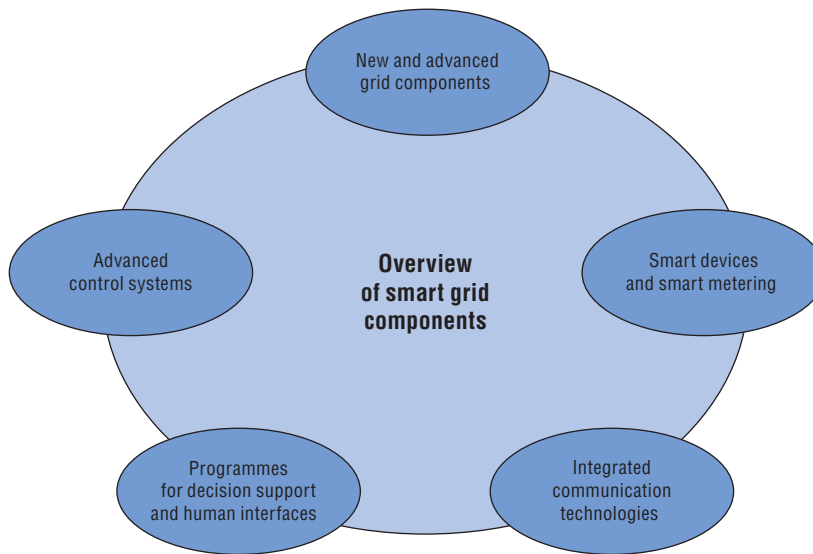 New and advanced
grid components
Advanced
control systems
Overview
of smart grid
components
Smart devices
and smart metering
Programmes
for decision support
and human interfaces
Integrated
communication
technologies